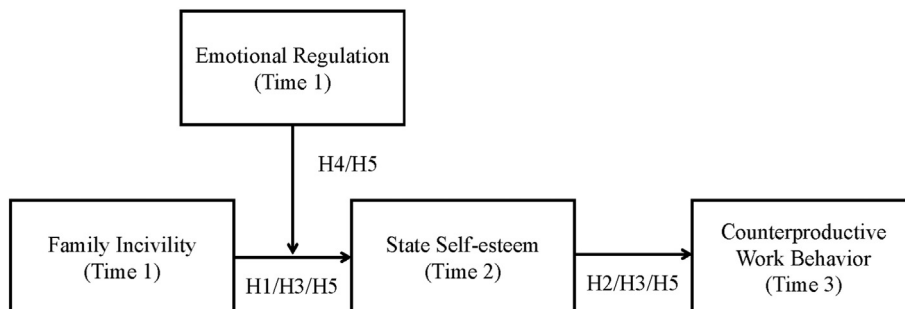 Emotional Regulation
(Time 1)
H4/H5
Family Incivility
(Time 1)
H1/H3/H5
State Self-esteem
(Time 2)
H2/H3/H5
Counterproductive
Work Behavior
(Time 3)